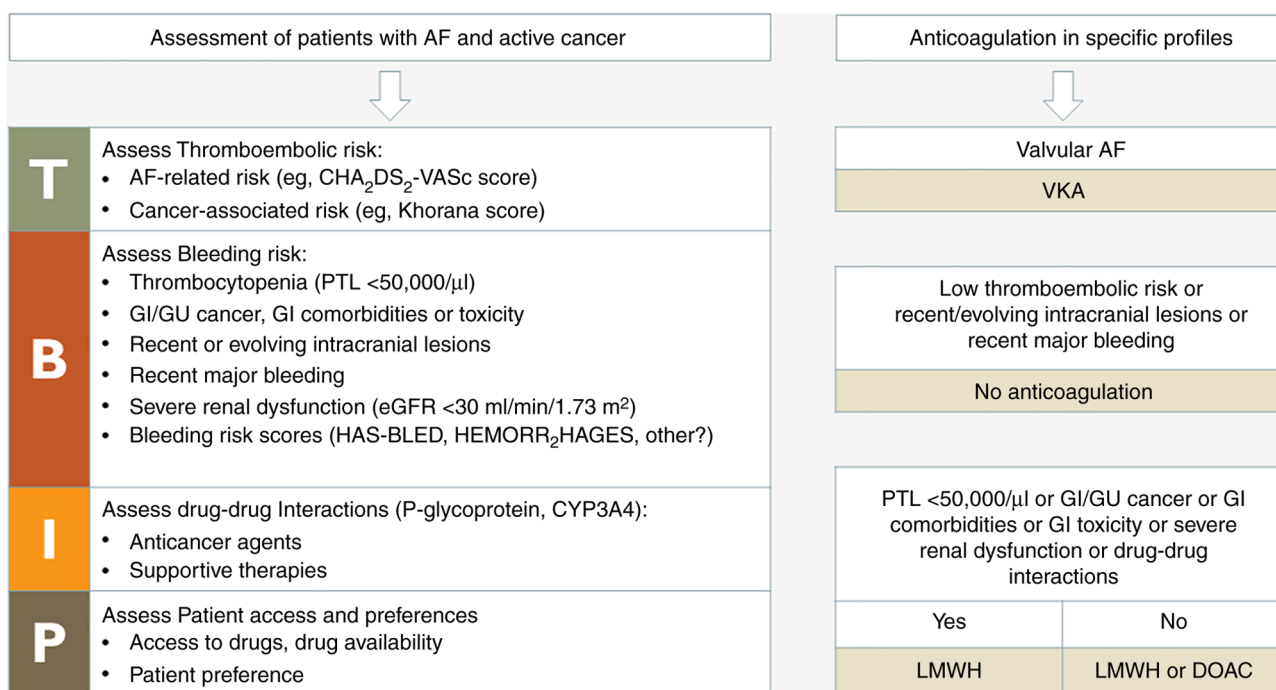 Assessment of patients with AF and active cancer
T
Assess Thromboembolic risk:
• AF-related risk (eg, CHA₂DS₂-VASc score)
• Cancer-associated risk (eg, Khorana score)
B
Assess Bleeding risk:
• Thrombocytopenia (PTL <50,000/μl)
• GI/GU cancer, GI comorbidities or toxicity
• Recent or evolving intracranial lesions
• Recent major bleeding
• Severe renal dysfunction (eGFR <30 ml/min/1.73 m²)
• Bleeding risk scores (HAS-BLED, HEMORR₂HAGES, other?)
I
Assess drug-drug Interactions (P-glycoprotein, CYP3A4):
• Anticancer agents
• Supportive therapies
P
Assess Patient access and preferences
• Access to drugs, drug availability
• Patient preference
Anticoagulation in specific profiles
Valvular AF
VKA
Low thromboembolic risk or
recent/evolving intracranial lesions or
recent major bleeding
No anticoagulation
PTL <50,000/μl or GI/GU cancer or GI
comorbidities or GI toxicity or severe
renal dysfunction or drug-drug
interactions
Yes
No
LMWH
LMWH or DOAC